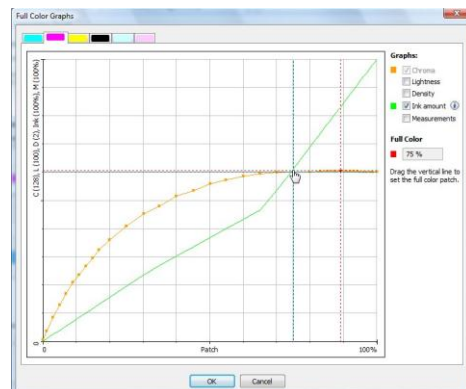 Full Color Graphs
Graphs:
Chroma
Lightness
Density
Ink amount
Measurements
Full Color
75 %
Drag the vertical line to
set the full color patch.
C (128), L (100), D (2), Ink (100%), M (100%)
0
0
Patch
100%
OK
Cancel